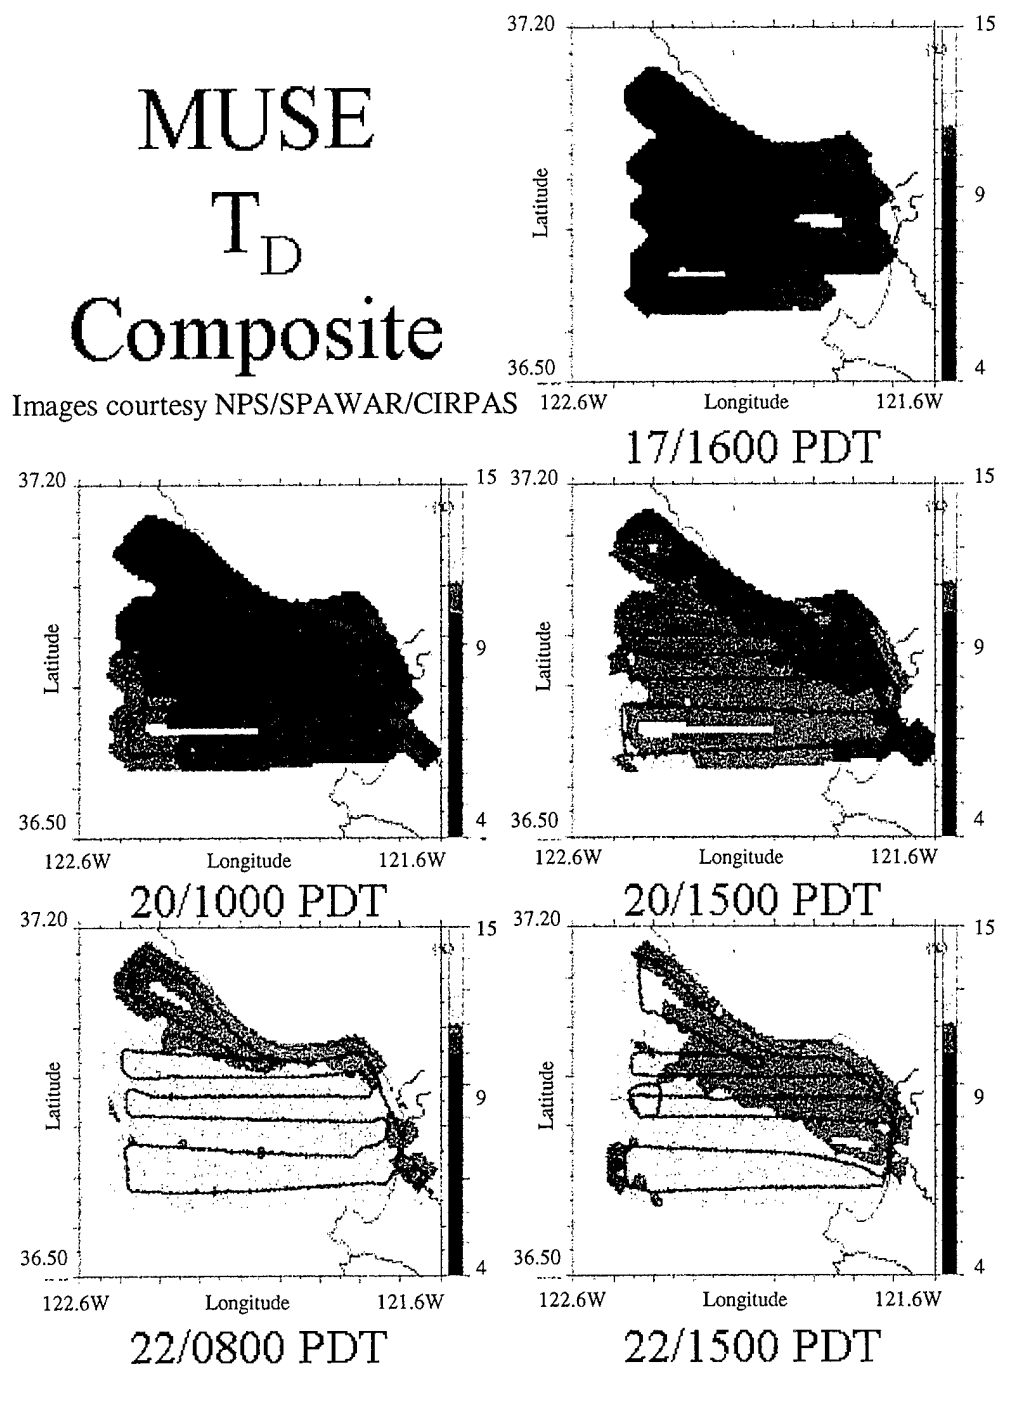 MUSE
T_D
Composite
Images courtesy NPS/SPAWAR/CIRPAS
37.20
15
Latitude
9
36.50
4
122.6W
Longitude
121.6W
17/1600 PDT
37.20
15
Latitude
9
36.50
4
122.6W
Longitude
121.6W
20/1000 PDT
37.20
15
Latitude
9
36.50
4
122.6W
Longitude
121.6W
20/1500 PDT
37.20
15
Latitude
9
36.50
4
122.6W
Longitude
121.6W
22/0800 PDT
37.20
15
Latitude
9
36.50
4
122.6W
Longitude
121.6W
22/1500 PDT